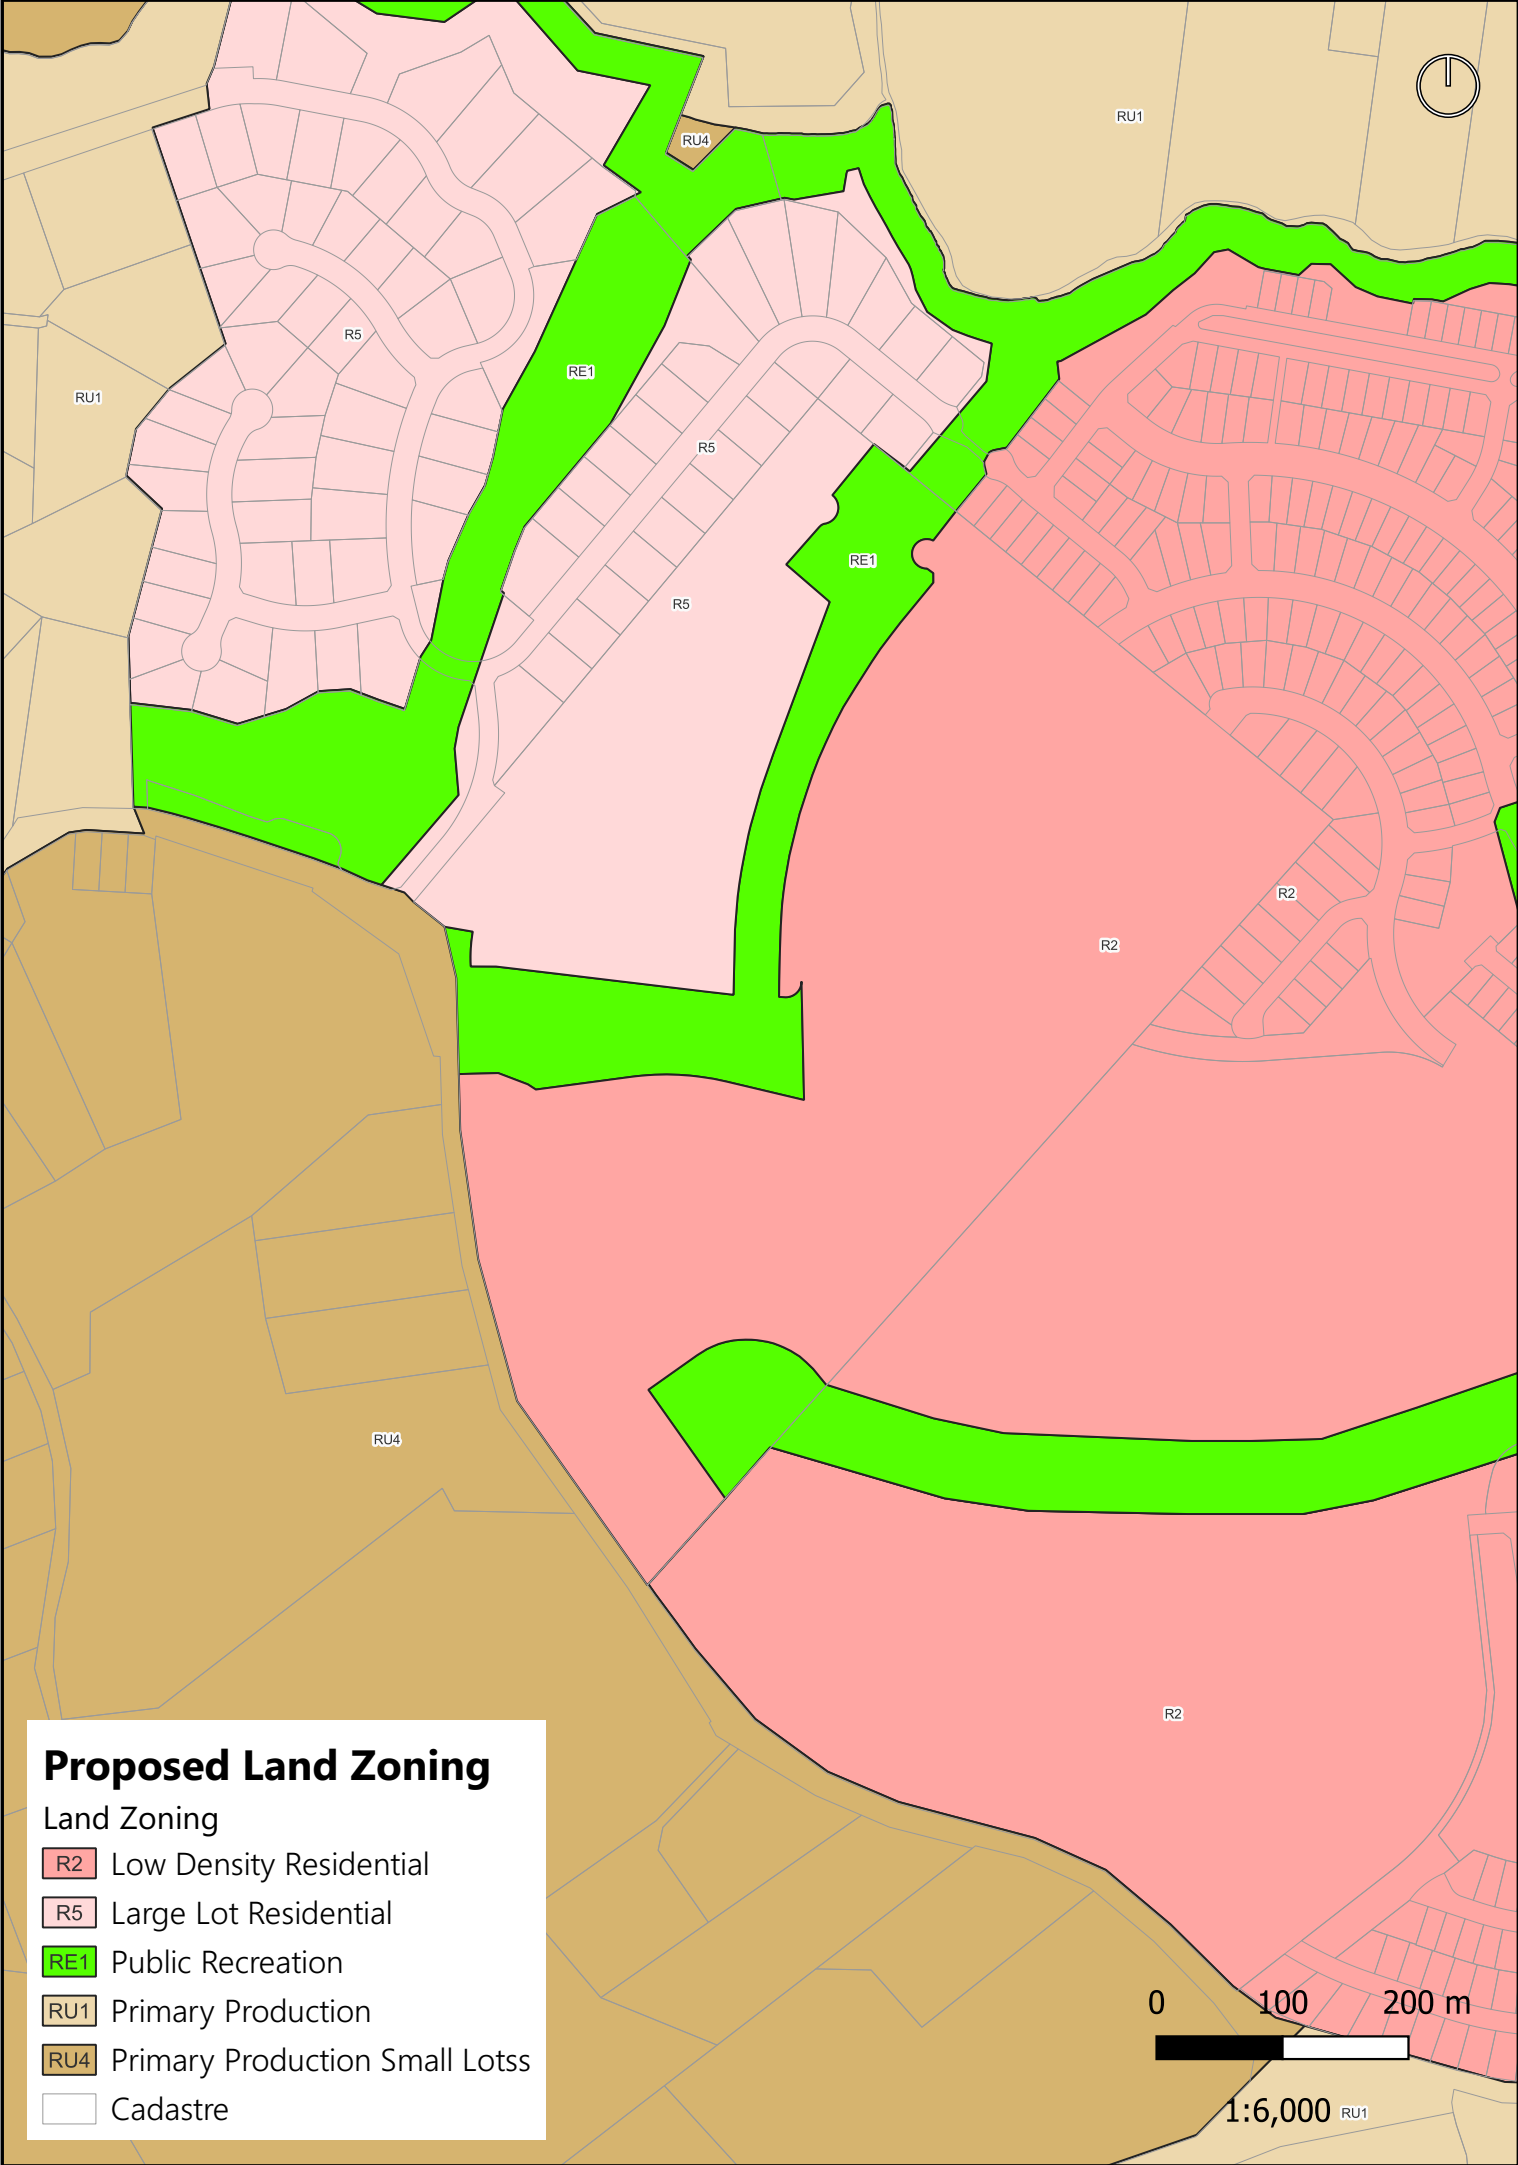 RU1
RU4
R5
RU1
RE1
R5
RE1
R5
R2
R2
RU4
R2
Proposed Land Zoning
Land Zoning
R2 Low Density Residential
R5 Large Lot Residential
RE1 Public Recreation
RU1 Primary Production
RU4 Primary Production Small Lotss
Cadastre
0 100 200 m
1:6,000
RU1